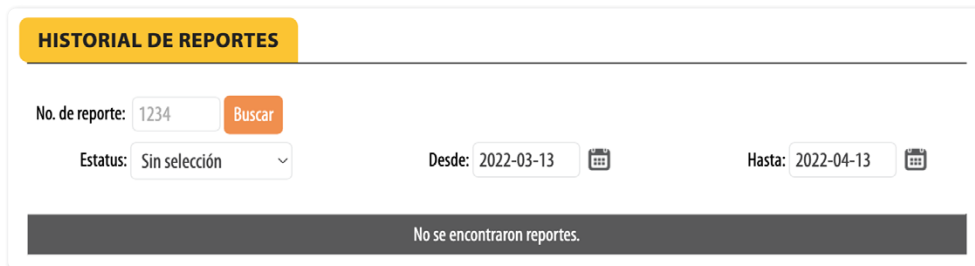 HISTORIAL DE REPORTES
No. de reporte: 1234 Buscar
Estatus: Sin selección Desde: 2022-03-13 Hasta: 2022-04-13
No se encontraron reportes.